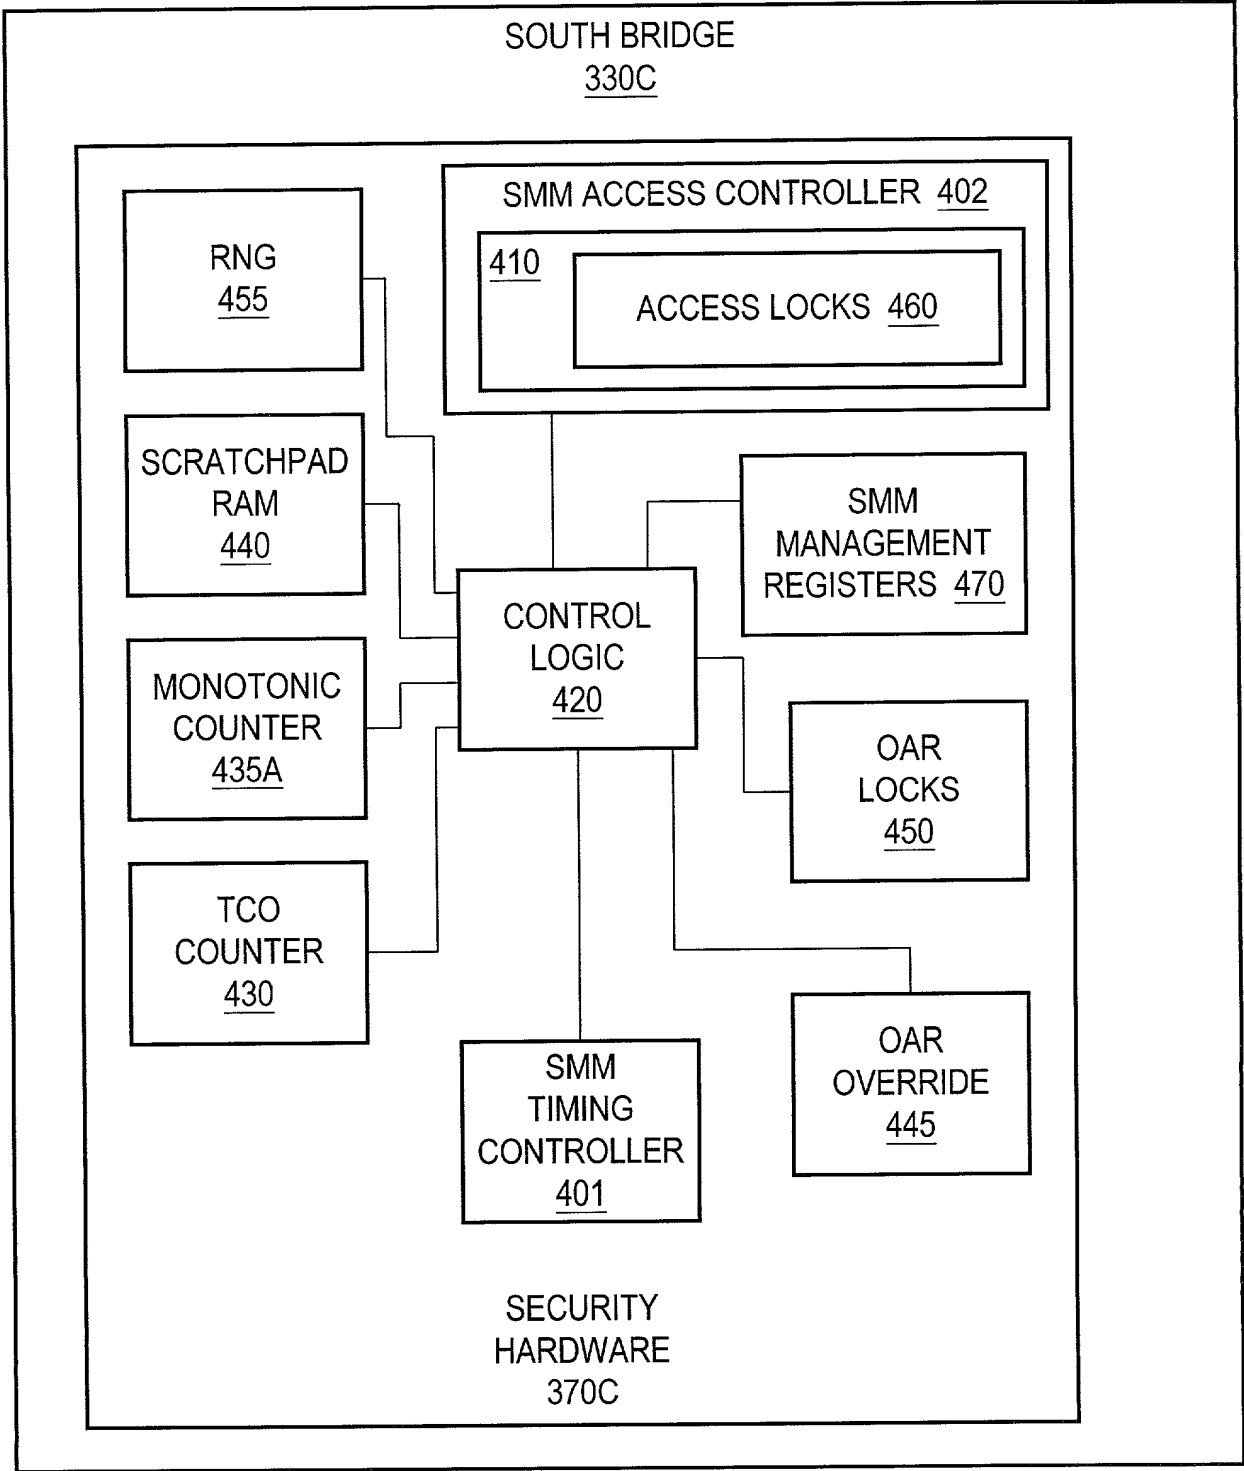 SOUTH BRIDGE
330C
SMM ACCESS CONTROLLER 402
410
ACCESS LOCKS 460
RNG
455
SCRATCHPAD
RAM
440
SMM
MANAGEMENT
REGISTERS 470
CONTROL
LOGIC
420
MONOTONIC
COUNTER
435A
OAR
LOCKS
450
TCO
COUNTER
430
SMM
TIMING
CONTROLLER
401
OAR
OVERRIDE
445
SECURITY
HARDWARE
370C